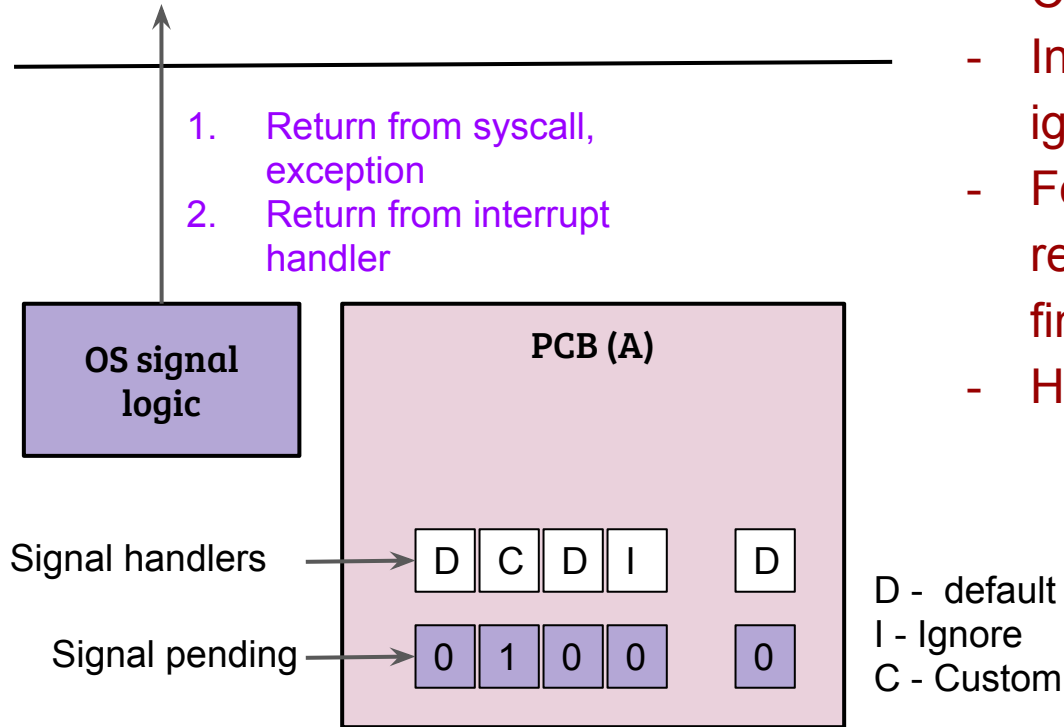 1. Return from syscall,
exception
2. Return from interrupt
handler
OS signal
logic
PCB (A)
Signal handlers
D C D I D
Signal pending
0 1 0 0 0
D - default
I - Ignore
C - Custom